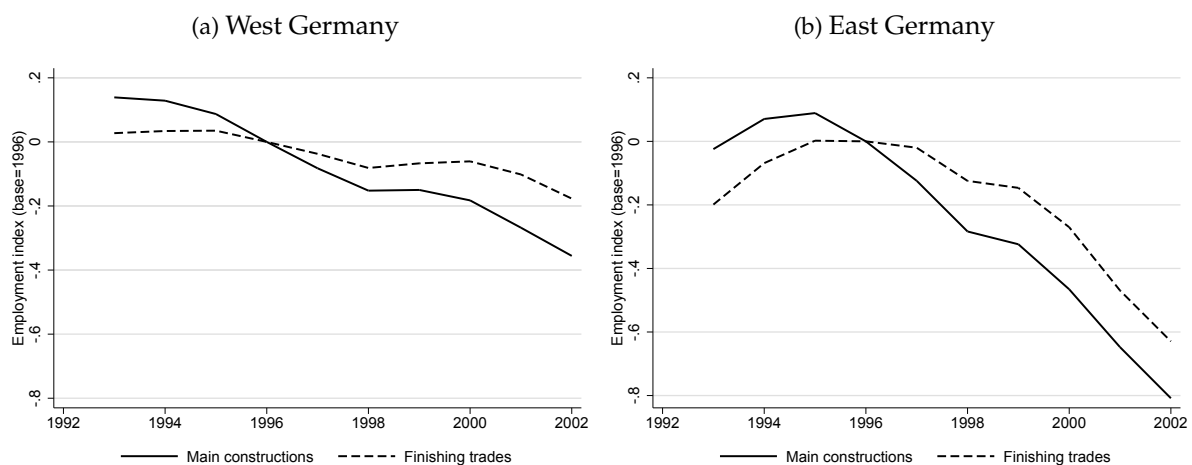 (a) West Germany
Employment index (base=1996)
.2
0
-.2
-.4
-.6
-.8
1992 1994 1996 1998 2000 2002
Main constructions Finishing trades
(b) East Germany
Employment index (base=1996)
.2
0
-.2
-.4
-.6
-.8
1992 1994 1996 1998 2000 2002
Main constructions Finishing trades